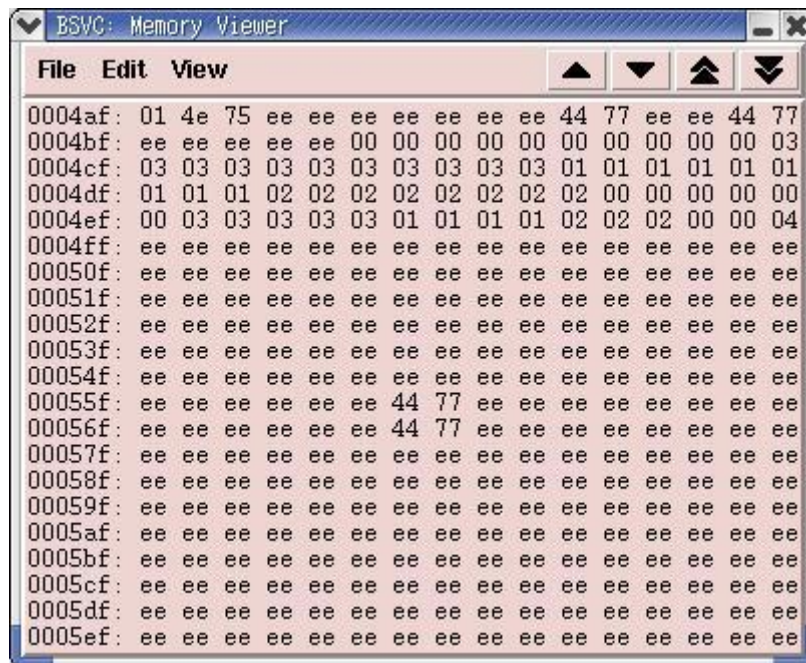 BSVC: Memory Viewer
File Edit View
0004af: 01 4e 75 ee ee ee ee ee ee ee 44 77 ee ee 44 77
0004bf: ee ee ee ee ee 00 00 00 00 00 00 00 00 00 00 03
0004cf: 03 03 03 03 03 03 03 03 03 03 01 01 01 01 01 01
0004df: 01 01 01 02 02 02 02 02 02 02 02 00 00 00 00 00
0004ef: 00 03 03 03 03 03 01 01 01 01 02 02 02 00 00 04
0004ff: ee ee ee ee ee ee ee ee ee ee ee ee ee ee ee ee
00050f: ee ee ee ee ee ee ee ee ee ee ee ee ee ee ee ee
00051f: ee ee ee ee ee ee ee ee ee ee ee ee ee ee ee ee
00052f: ee ee ee ee ee ee ee ee ee ee ee ee ee ee ee ee
00053f: ee ee ee ee ee ee ee ee ee ee ee ee ee ee ee ee
00054f: ee ee ee ee ee ee ee ee ee ee ee ee ee ee ee ee
00055f: ee ee ee ee ee ee 44 77 ee ee ee ee ee ee ee ee
00056f: ee ee ee ee ee ee 44 77 ee ee ee ee ee ee ee ee
00057f: ee ee ee ee ee ee ee ee ee ee ee ee ee ee ee ee
00058f: ee ee ee ee ee ee ee ee ee ee ee ee ee ee ee ee
00059f: ee ee ee ee ee ee ee ee ee ee ee ee ee ee ee ee
0005af: ee ee ee ee ee ee ee ee ee ee ee ee ee ee ee ee
0005bf: ee ee ee ee ee ee ee ee ee ee ee ee ee ee ee ee
0005cf: ee ee ee ee ee ee ee ee ee ee ee ee ee ee ee ee
0005df: ee ee ee ee ee ee ee ee ee ee ee ee ee ee ee ee
0005ef: ee ee ee ee ee ee ee ee ee ee ee ee ee ee ee ee